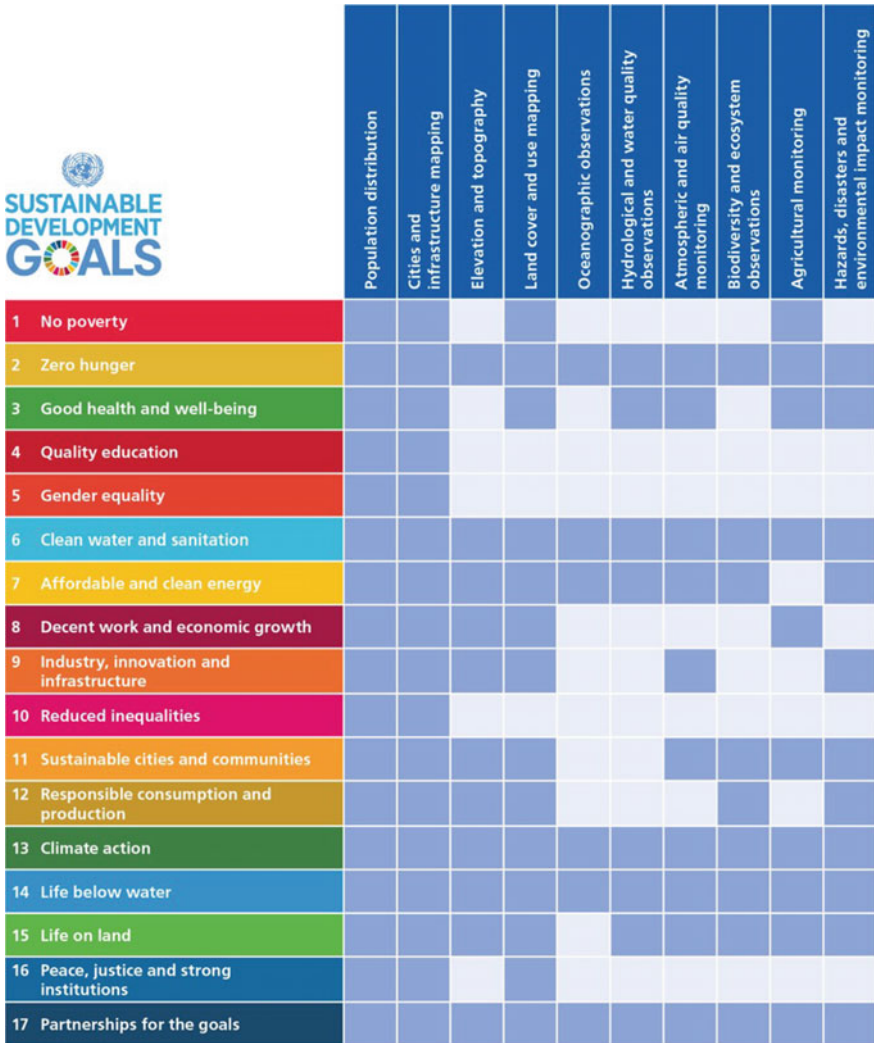 SUSTAINABLE
DEVELOPMENT
GOALS
Population distribution
Cities and
infrastructure mapping
Elevation and topography
Land cover and use mapping
Oceanographic observations
Hydrological and water quality
observations
Atmospheric and air quality
monitoring
Biodiversity and ecosystem
observations
Agricultural monitoring
Hazards, disasters and
environmental impact monitoring
1 No poverty
2 Zero hunger
3 Good health and well-being
4 Quality education
5 Gender equality
6 Clean water and sanitation
7 Affordable and clean energy
8 Decent work and economic growth
9 Industry, innovation and
infrastructure
10 Reduced inequalities
11 Sustainable cities and communities
12 Responsible consumption and
production
13 Climate action
14 Life below water
15 Life on land
16 Peace, justice and strong
institutions
17 Partnerships for the goals